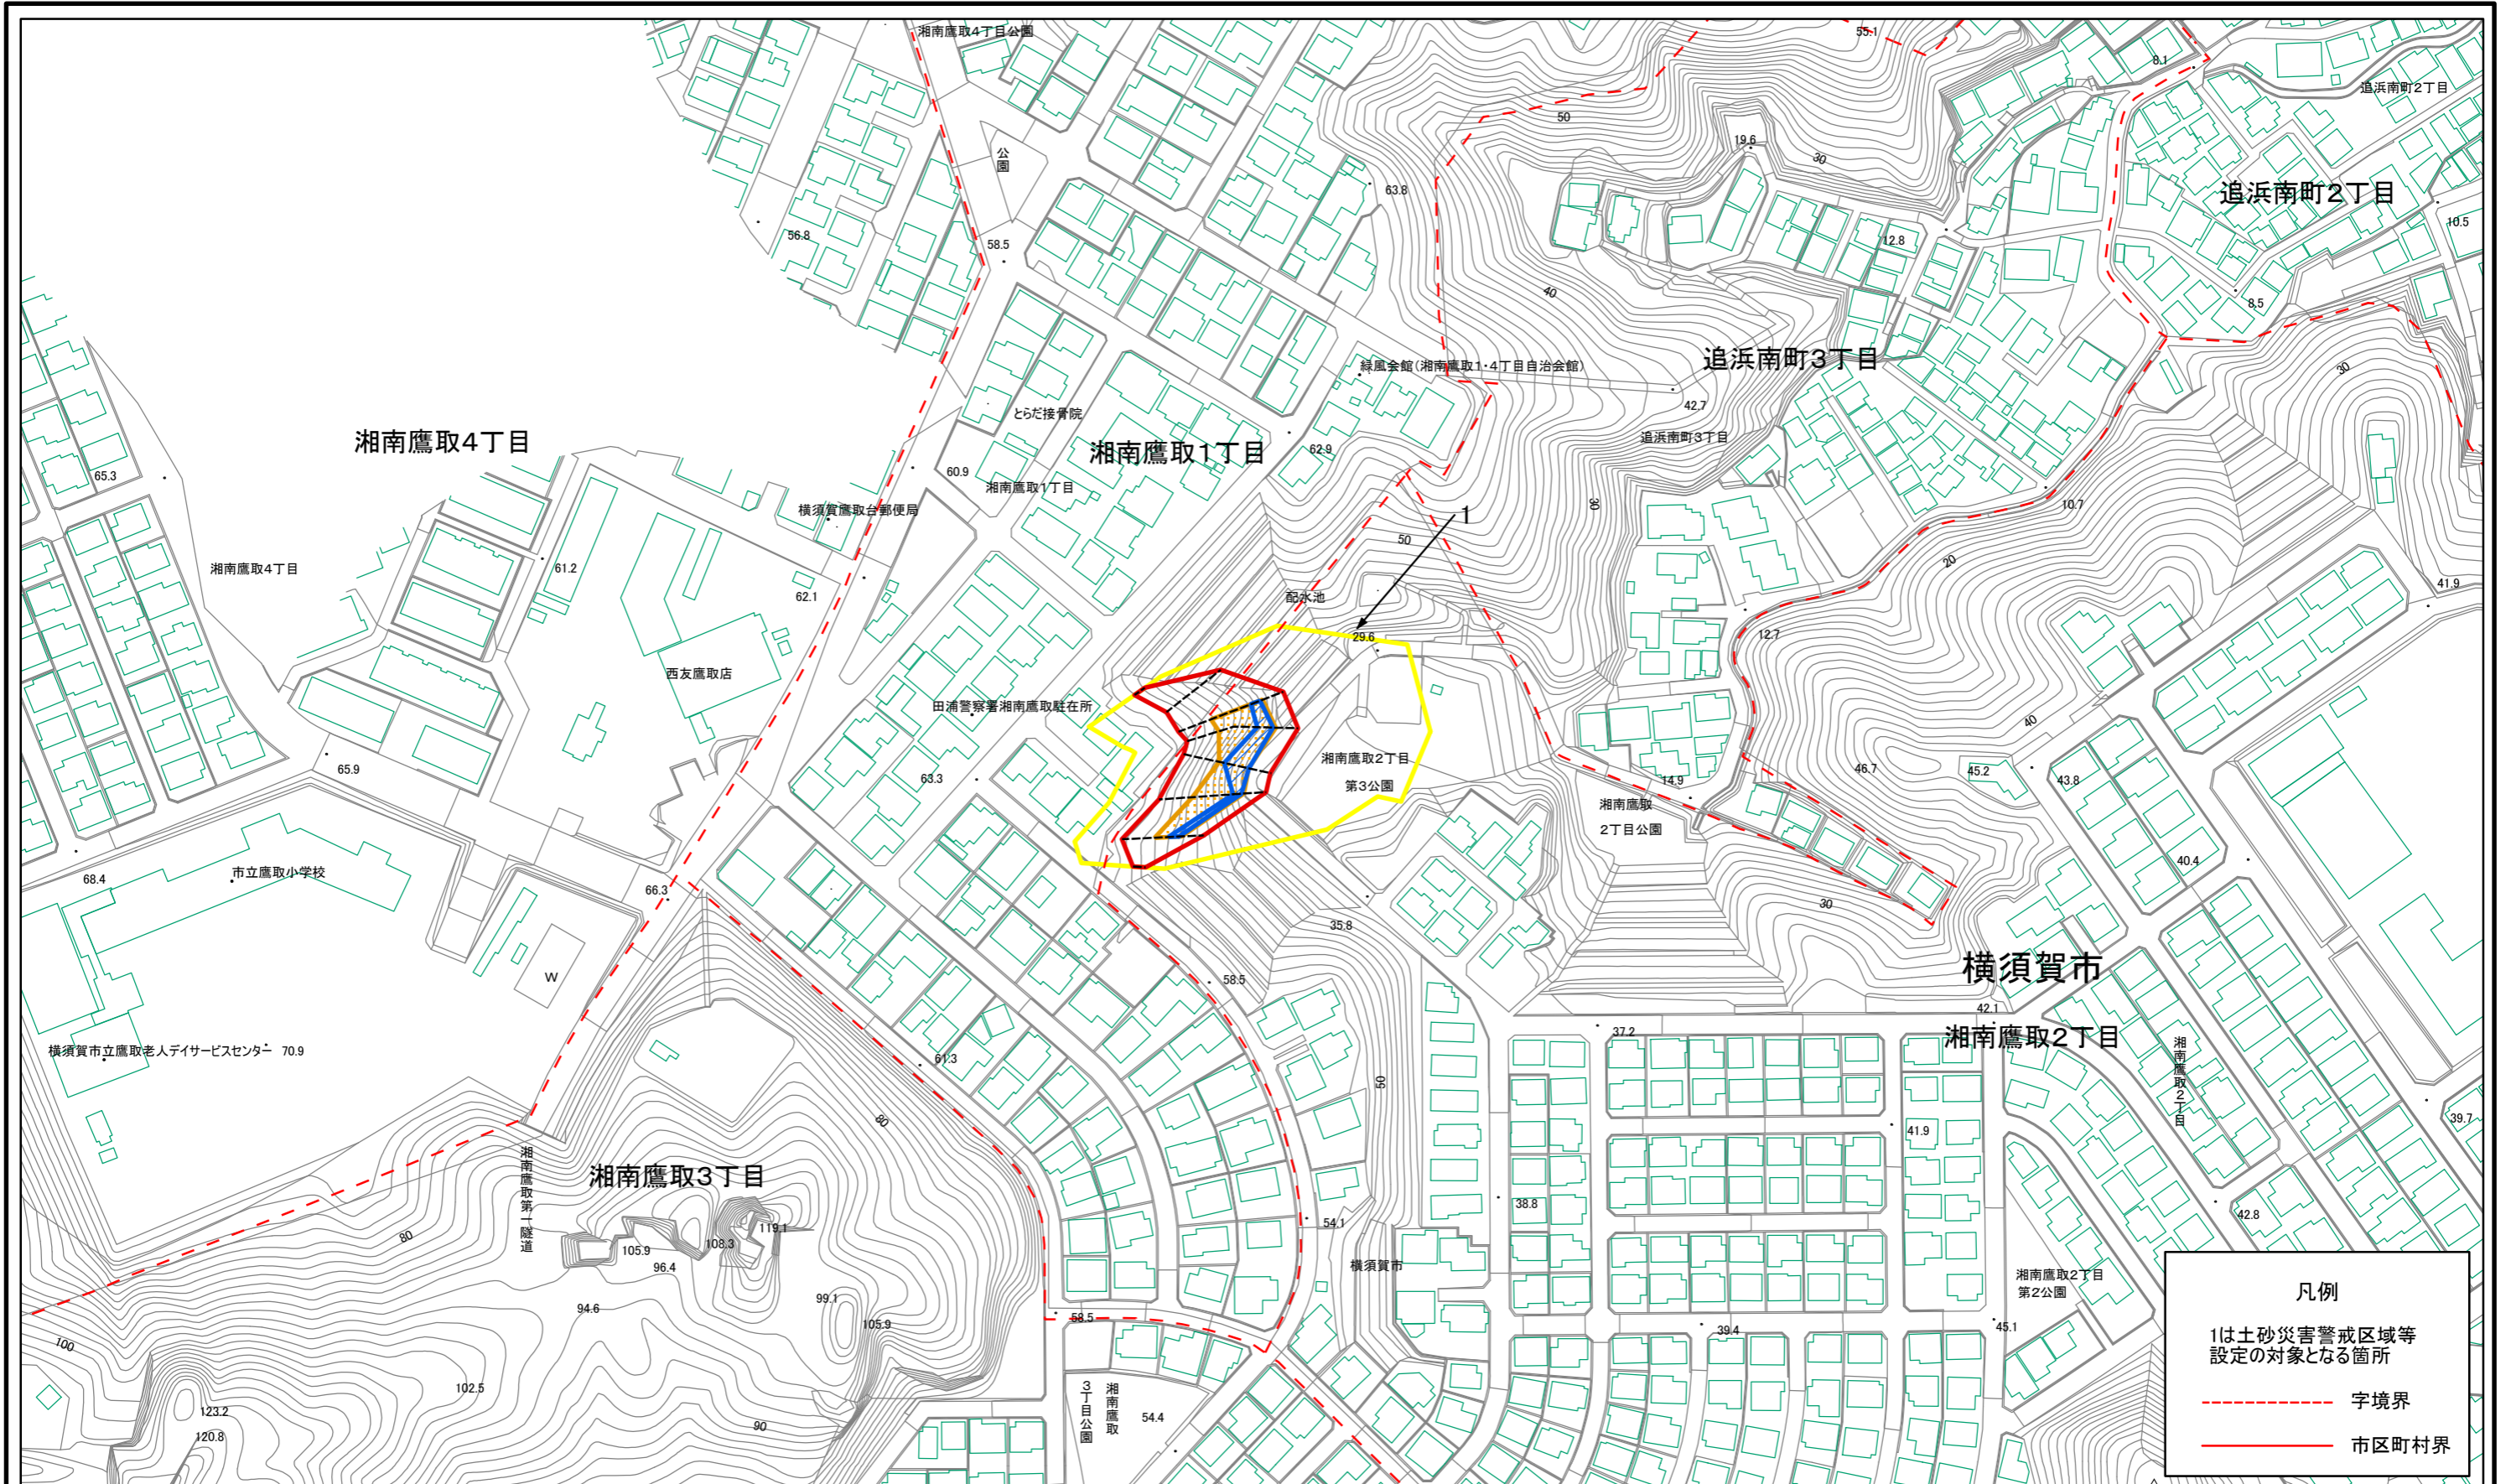 湘南鷹取4丁目公園
55.1
8.1
追浜南町2丁目
50
公園
19.6
30
63.8
追浜南町2丁目
10.5
56.8
58.5
12.8
40
8.5
緑風会館(湘南鷹取1・4丁目自治会館)
追浜南町3丁目
30
42.7
とらだ接骨院
湘南鷹取4丁目
湘南鷹取1丁目
追浜南町3丁目
62.9
65.3
60.9
湘南鷹取1丁目
横須賀鷹取台郵便局
1
30
10.7
50
湘南鷹取4丁目
61.2
20
41.9
62.1
配水池
29.6
12.7
西友鷹取店
田浦警察署湘南鷹取駐在所
40
湘南鷹取2丁目
第3公園
65.9
63.3
46.7
45.2
43.8
14.9
湘南鷹取
2丁目公園
市立鷹取小学校
68.4
66.3
40.4
30
35.8
W
58.5
横須賀市
42.1
37.2
湘南鷹取2丁目
横須賀市立鷹取老人デイサービスセンター 70.9
61.3
湘南鷹取2丁目
50
80
41.9
39.7
湘南鷹取第一隧道
湘南鷹取3丁目
38.8
42.8
80
105.9
108.3
119.1
54.1
96.4
横須賀市
湘南鷹取2丁目
第2公園
94.6
99.1
105.9
58.5
39.4
45.1
100
102.5
湘南鷹取
3丁目公園
54.4
123.2
120.8
90
凡例
1は土砂災害警戒区域等
設定の対象となる箇所
字境界
市区町村界